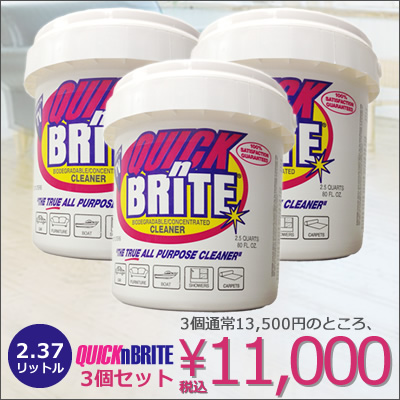 QUICK
n
BRITE®
BIODEGRADABLE/CONCENTRATED
CLEANER
"THE TRUE ALL PURPOSE CLEANER"®
100%
SATISFACTION
GUARANTEED
2.5 QUARTS
80 FL. OZ.
CAR
FURNITURE
BOAT
SHOWERS
CARPETS
3個通常13,500円のところ、
2.37
リットル
QUICKnBRITE
3個セット
税込
¥11,000